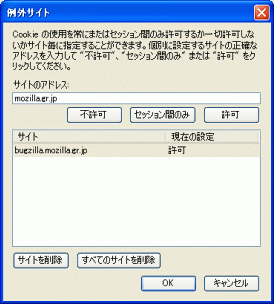 例外サイト
Cookie の使用を常にまたはセッション間のみ許可するか一切許可しな
いかサイト毎に指定することができます。個別に設定するサイトの正確な
アドレスを入力して "不許可"、"セッション間のみ" または "許可" をク
リックしてください。
サイトのアドレス:
mozilla.gr.jp
不許可 セッション間のみ 許可
サイト 現在の設定
bugzilla.mozilla.gr.jp 許可
サイトを削除 すべてのサイトを削除
OK キャンセル